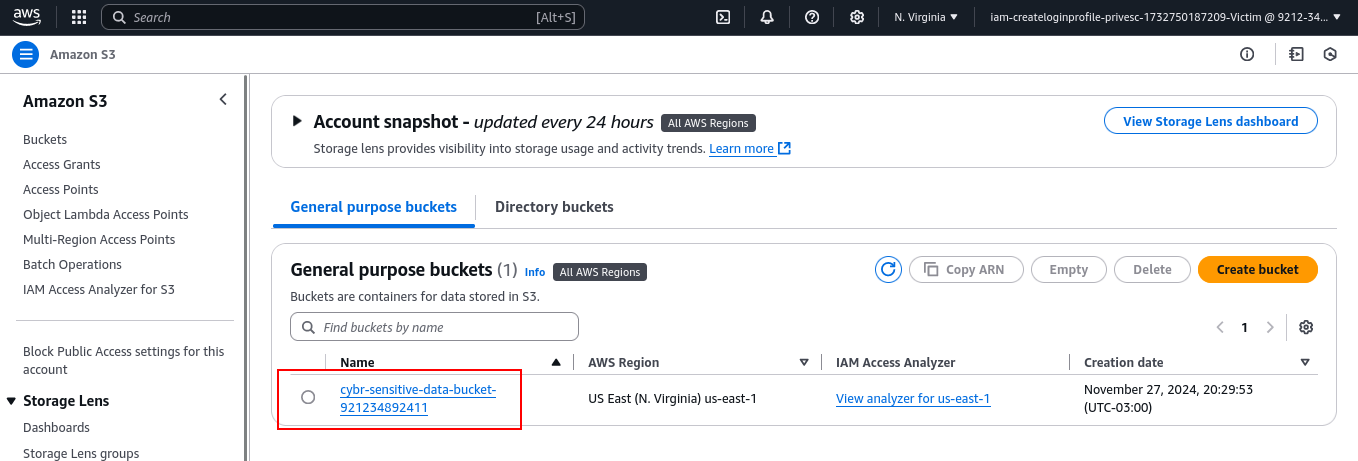 aws
Search
[Alt+S]
N. Virginia
iam-createloginprofile-privesc-1732750187209-Victim @ 9212-34...
Amazon S3
Amazon S3
Buckets
Access Grants
Access Points
Object Lambda Access Points
Multi-Region Access Points
Batch Operations
IAM Access Analyzer for S3
Block Public Access settings for this
account
Storage Lens
Dashboards
Storage Lens groups
Account snapshot - updated every 24 hours
All AWS Regions
View Storage Lens dashboard
Storage lens provides visibility into storage usage and activity trends. Learn more
General purpose buckets
Directory buckets
General purpose buckets (1)
Info
All AWS Regions
Copy ARN
Empty
Delete
Create bucket
Buckets are containers for data stored in S3.
Find buckets by name
1
Name
AWS Region
IAM Access Analyzer
Creation date
cybr-sensitive-data-bucket-
921234892411
US East (N. Virginia) us-east-1
View analyzer for us-east-1
November 27, 2024, 20:29:53
(UTC-03:00)